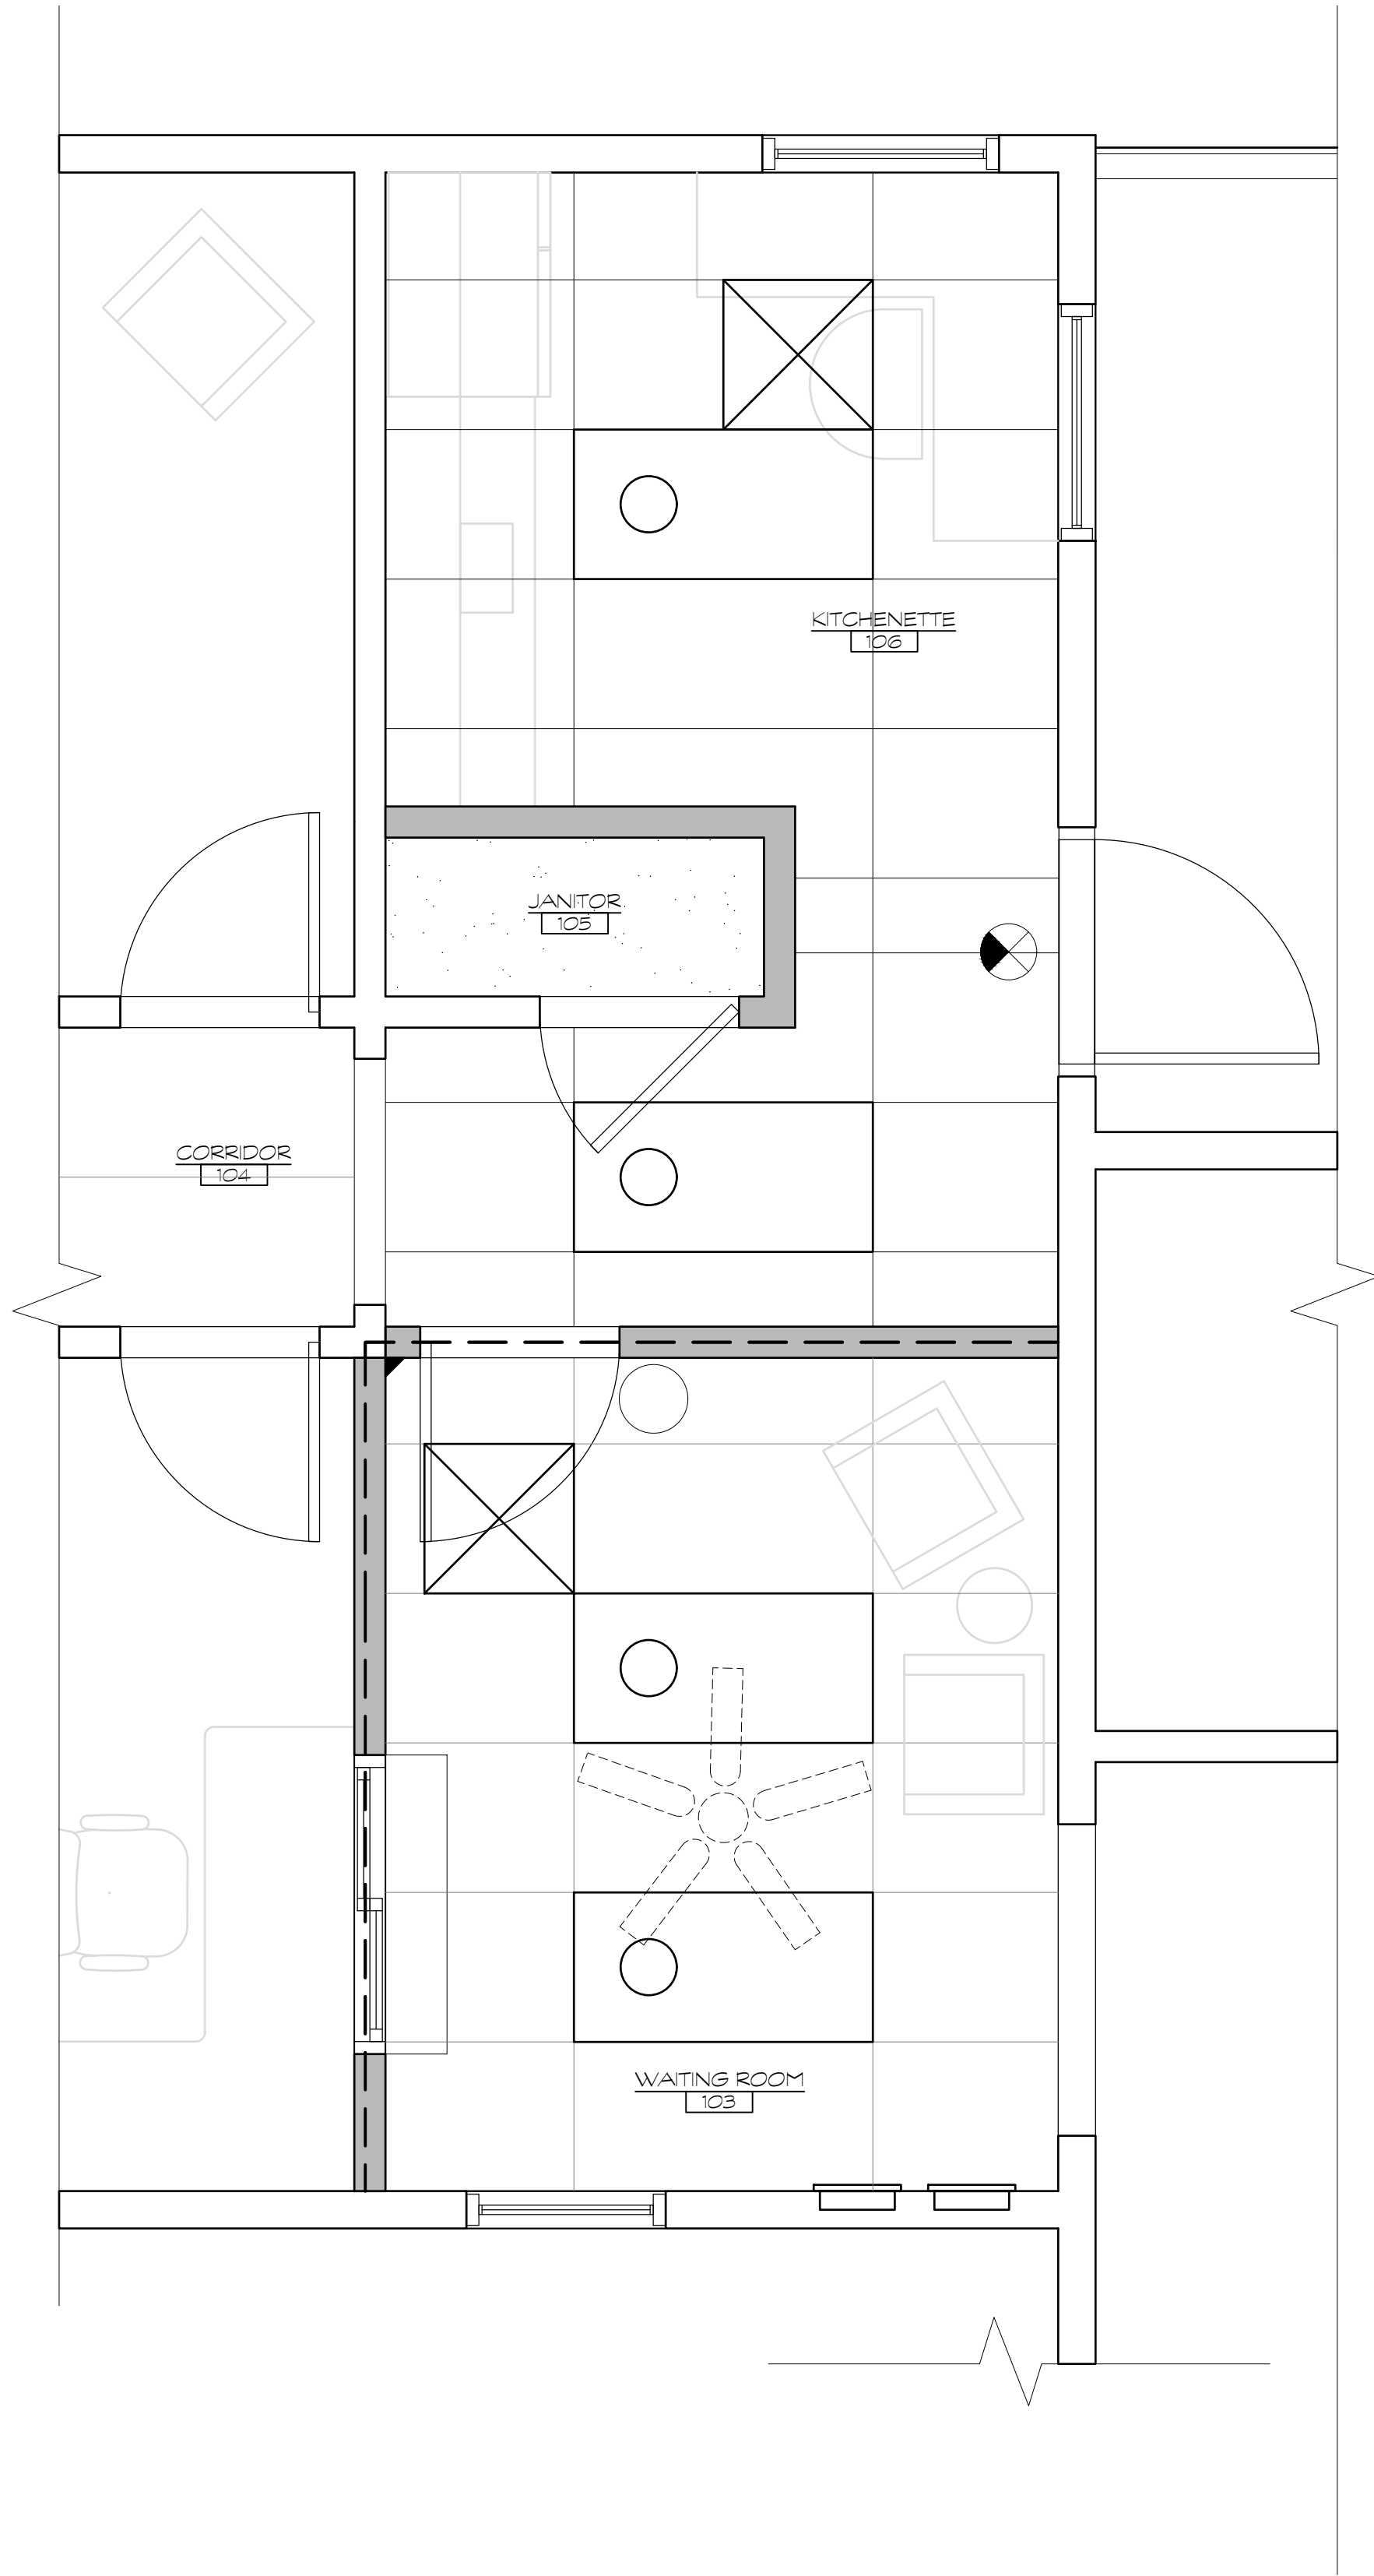 KITCHENETTE
106
JANITOR
105
CORRIDOR
104
WAITING ROOM
103